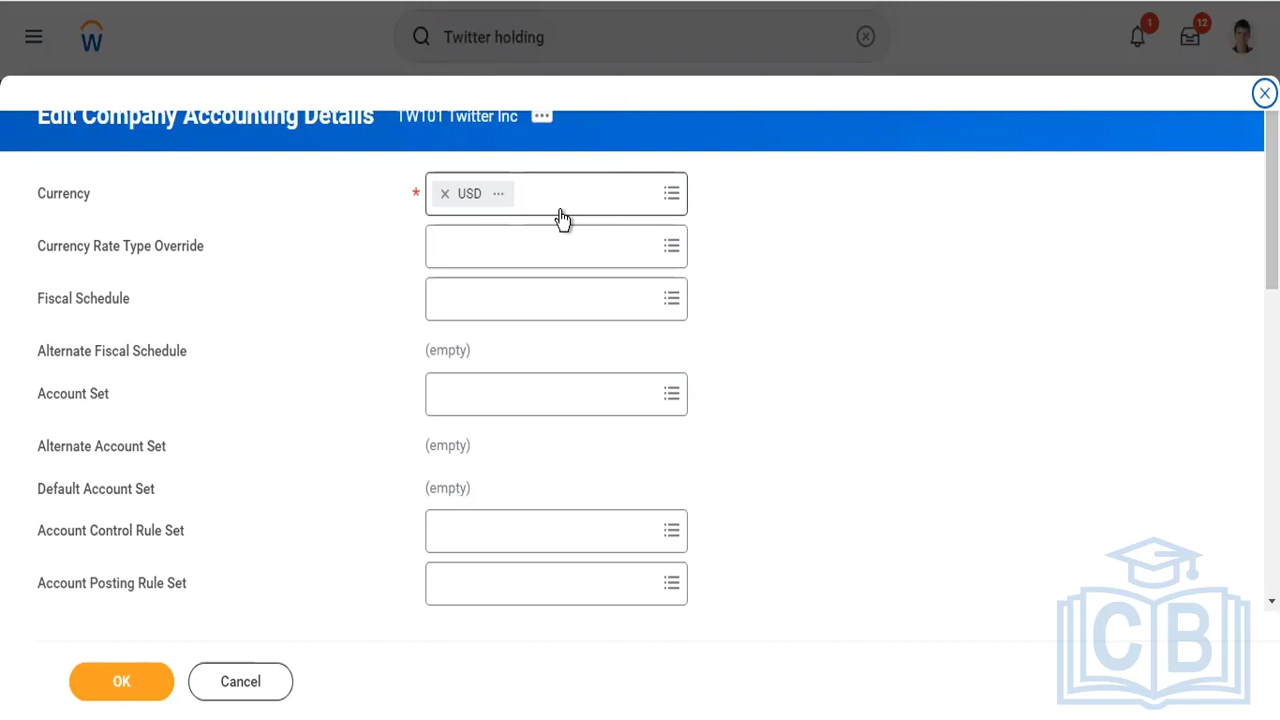 W
Twitter holding
1
12
Edit Company Accounting Details TW101 Twitter Inc
Currency * USD
Currency Rate Type Override
Fiscal Schedule
Alternate Fiscal Schedule (empty)
Account Set
Alternate Account Set (empty)
Default Account Set (empty)
Account Control Rule Set
Account Posting Rule Set
OK Cancel
CB